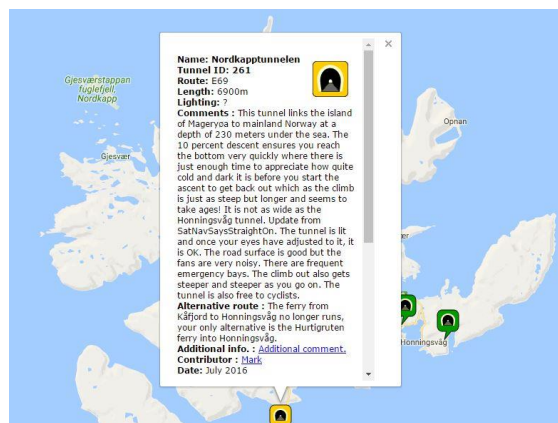 Gjesværstappan
fuglefjell,
Nordkapp
Gjesvær
Opnan
Honningsvåg
×
Name: Nordkapptunnelen
Tunnel ID: 261
Route: E69
Length: 6900m
Lighting: ?
Comments : This tunnel links the island
of Magerypa to mainland Norway at a
depth of 230 meters under the sea. The
10 percent descent ensures you reach
the bottom very quickly where there is
just enough time to appreciate how quite
cold and dark it is before you start the
ascent to get back out which as the climb
is just as steep but longer and seems to
take ages! It is not as wide as the
Honningsvåg tunnel. Update from
SatNavSaysStraightOn. The tunnel is lit
and once your eyes have adjusted to it, it
is OK. The road surface is good but the
fans are very noisy. There are frequent
emergency bays. The climb out also gets
steeper and steeper as you go on. The
tunnel is also free to cyclists.
Alternative route : The ferry from
Kåfjord to Honningsvåg no longer runs,
your only alternative is the Hurtigruten
ferry into Honningsvåg.
Additional info. : Additional comment.
Contributor : Mark
Date: July 2016